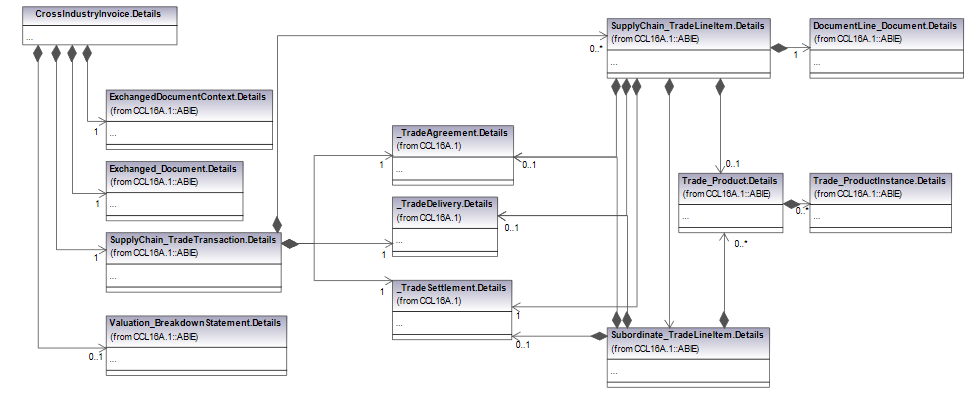 CrossIndustryInvoice.Details
...
ExchangedDocumentContext.Details
(from CCL16A.1::ABIE)
...
1
Exchanged_Document.Details
(from CCL16A.1::ABIE)
...
1
SupplyChain_TradeTransaction.Details
(from CCL16A.1::ABIE)
...
1
Valuation_BreakdownStatement.Details
(from CCL16A.1::ABIE)
...
0..1
_TradeAgreement.Details
(from CCL16A.1)
...
1
0..1
_TradeDelivery.Details
(from CCL16A.1)
...
1
0..1
_TradeSettlement.Details
(from CCL16A.1)
...
1
1
0..1
SupplyChain_TradeLineItem.Details
(from CCL16A.1::ABIE)
...
0..*
DocumentLine_Document.Details
(from CCL16A.1::ABIE)
...
1
0..1
Trade_Product.Details
(from CCL16A.1::ABIE)
...
0..*
Trade_ProductInstance.Details
(from CCL16A.1::ABIE)
...
0..*
Subordinate_TradeLineItem.Details
(from CCL16A.1::ABIE)
...